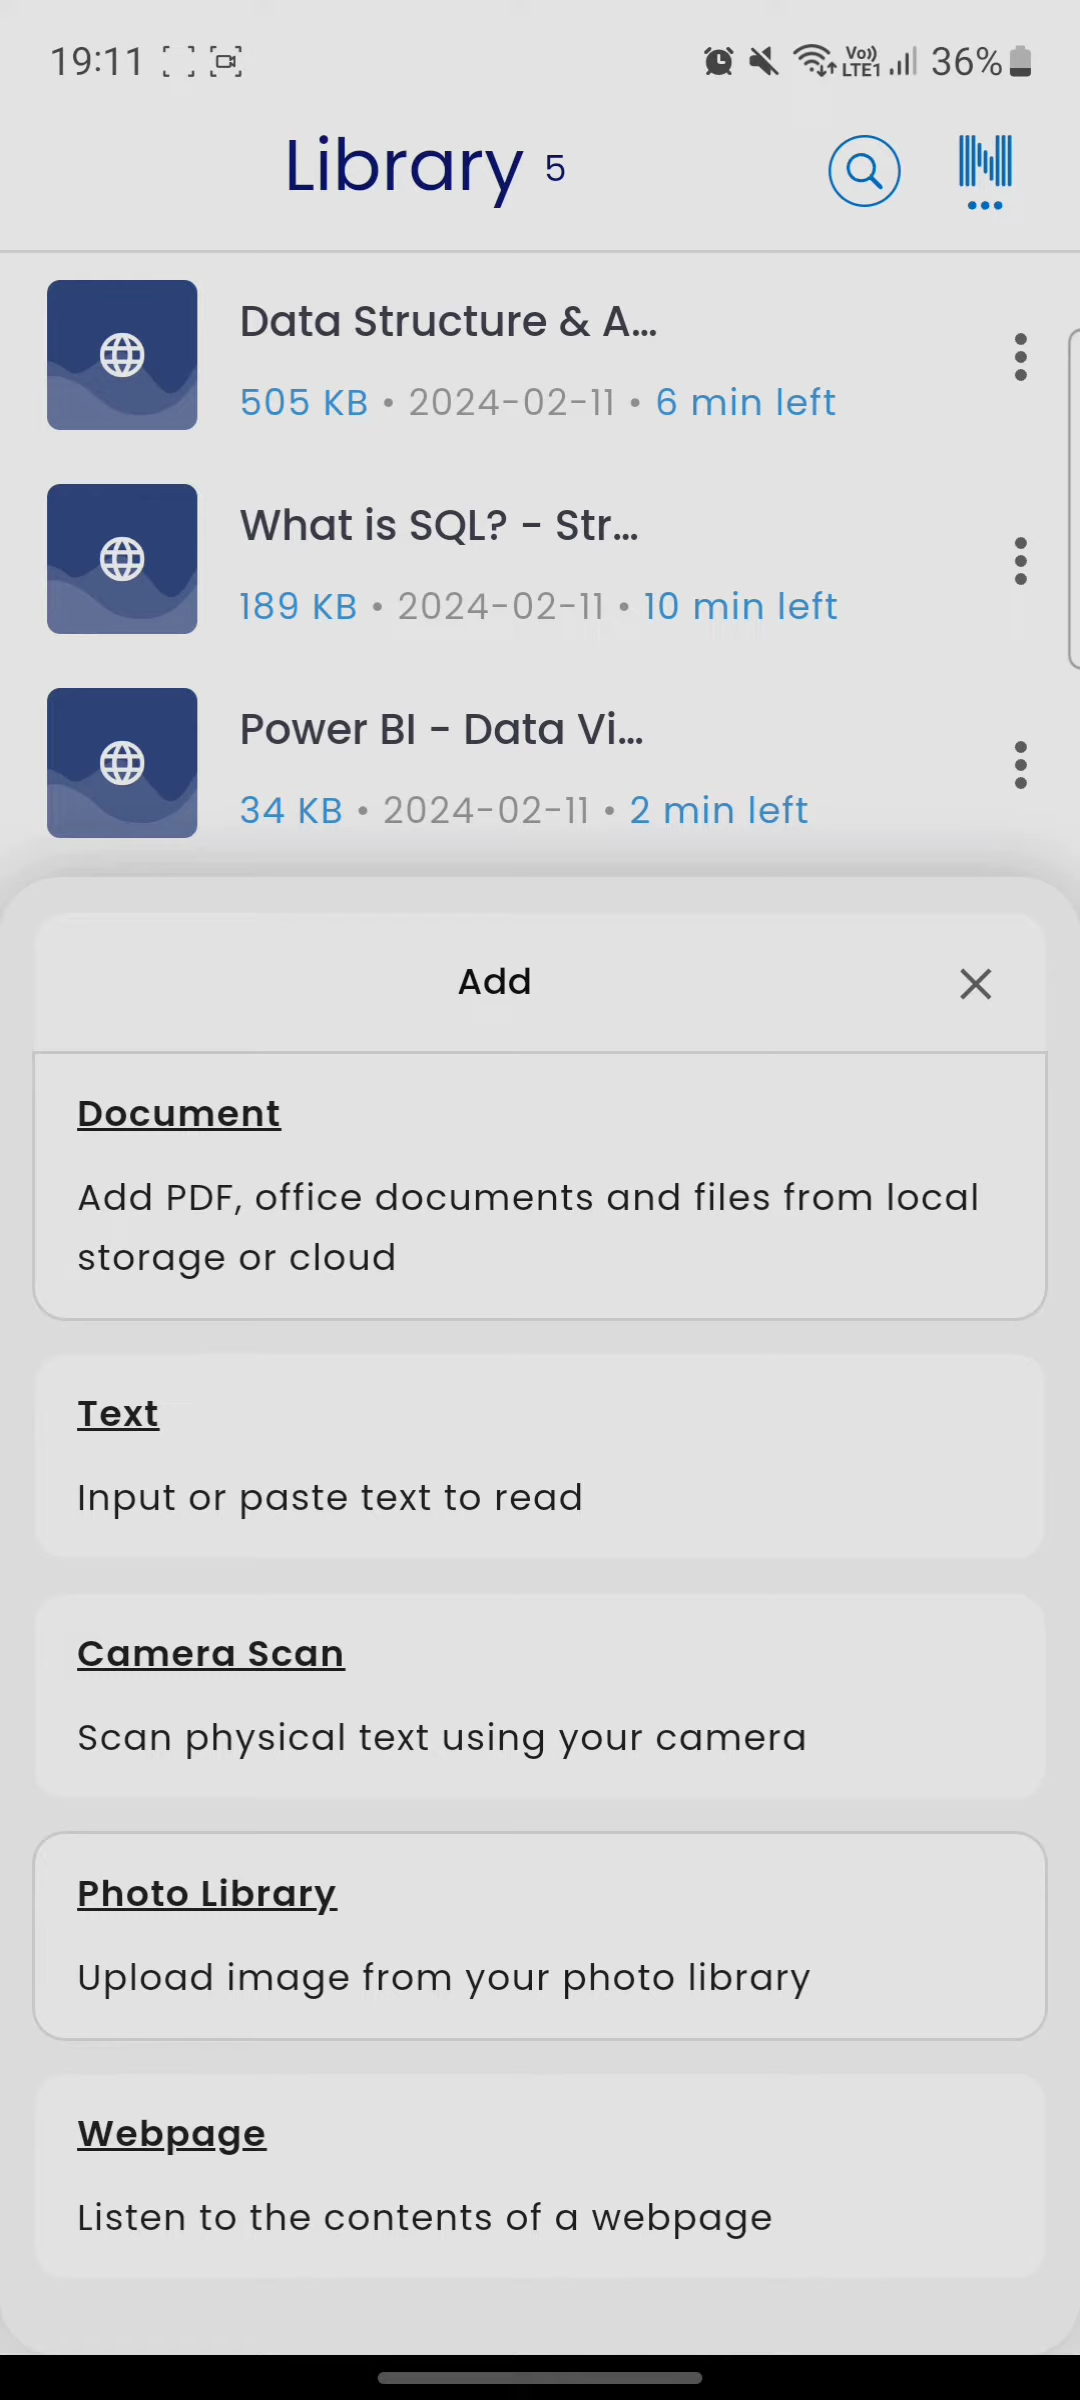 19:11 Vo)) LTE1 36%
Library 5
Data Structure & A...
505 KB • 2024-02-11 • 6 min left
What is SQL? - Str...
189 KB • 2024-02-11 • 10 min left
Power BI - Data Vi...
34 KB • 2024-02-11 • 2 min left
Add
Document
Add PDF, office documents and files from local
storage or cloud
Text
Input or paste text to read
Camera Scan
Scan physical text using your camera
Photo Library
Upload image from your photo library
Webpage
Listen to the contents of a webpage